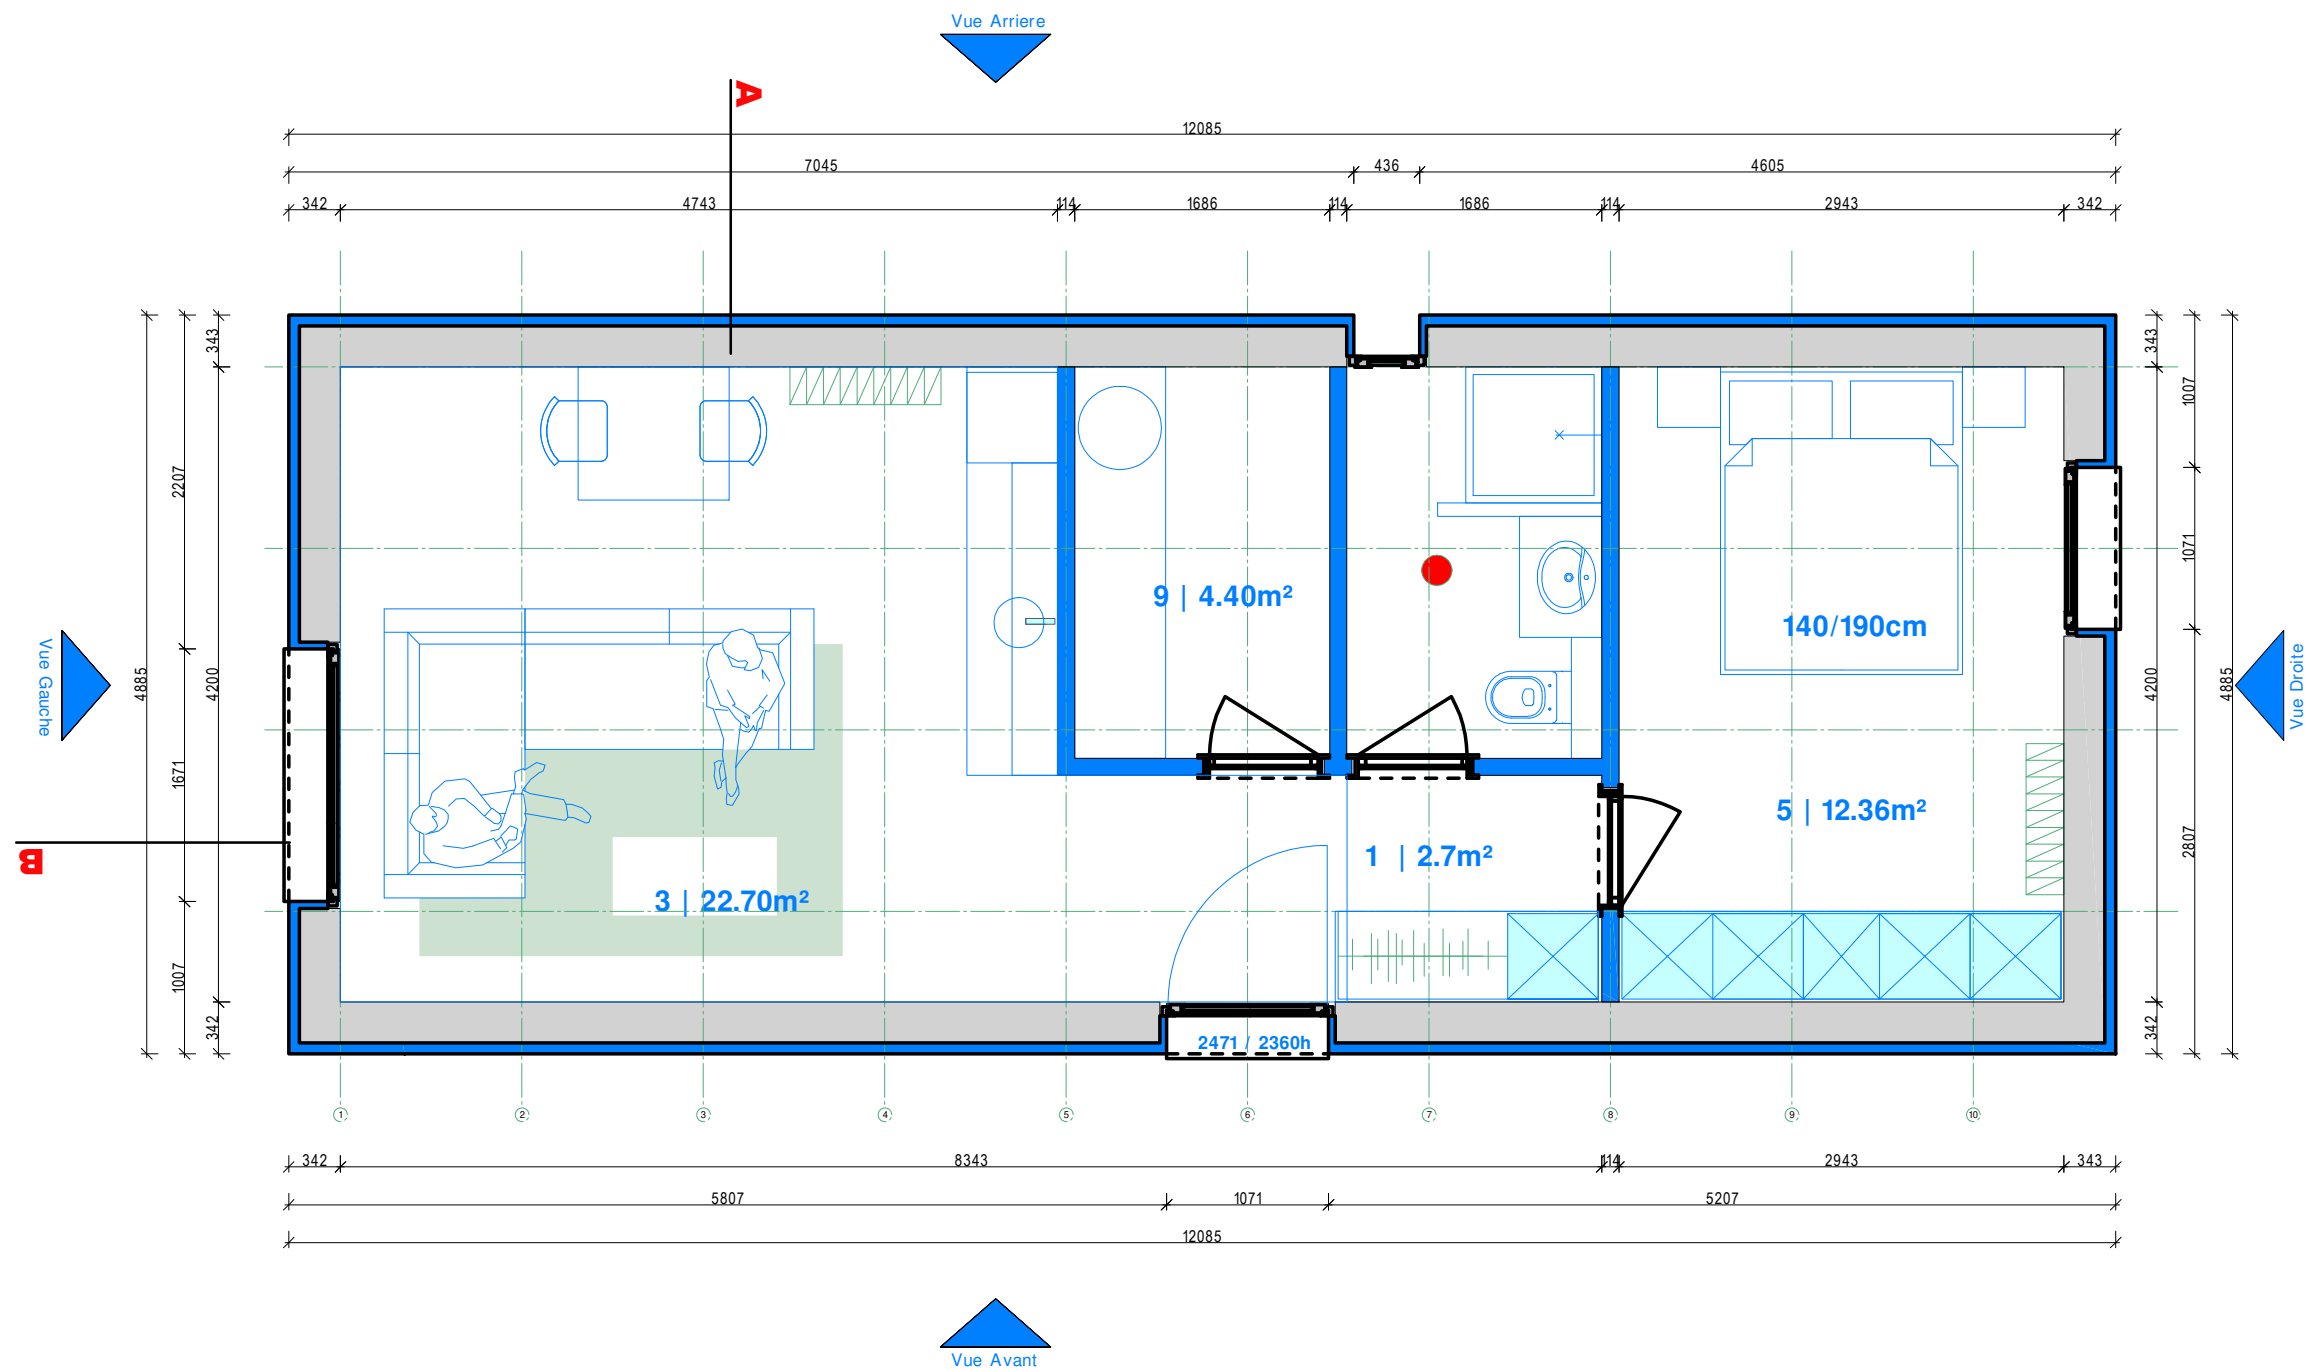 Vue Arriere
A
12085
7045 436 4605
342 4743 114 1686 114 1686 114 2943 342
343 343
1007
2207 1071
9 | 4.40m²
140/190cm
Vue Gauche 4885 4200 4200 4885 Vue Droite
1671
5 | 12.36m²
2807
B
1 | 2.7m²
3 | 22.70m²
1007
342 342
2471 / 2360h
1 2 3 4 5 6 7 8 9 10
342 8343 114 2943 343
5807 1071 5207
12085
Vue Avant